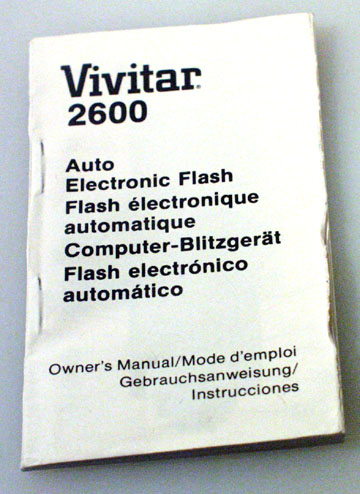 Vivitar®
2600
Auto
Electronic Flash
Flash électronique
automatique
Computer-Blitzgerät
Flash electrónico
automático
Owner's Manual/Mode d'emploi
Gebrauchsanweisung/
Instrucciones